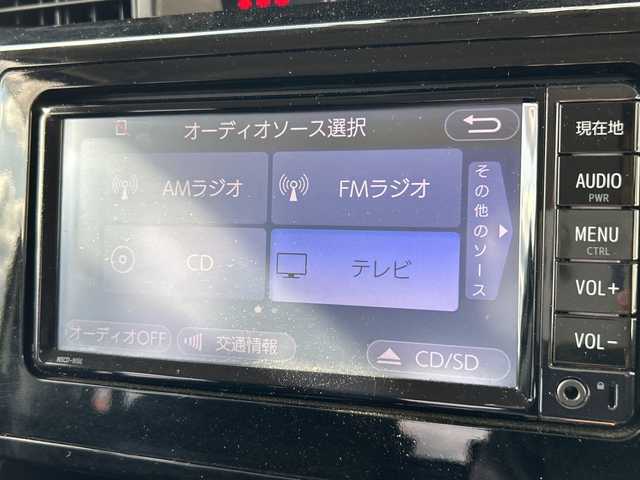 オーディオソース選択
AMラジオ
FMラジオ
その他のソース
CD
テレビ
オーディオOFF
交通情報
CD/SD
現在地
AUDIO
PWR
MENU
CTRL
VOL+
VOL-